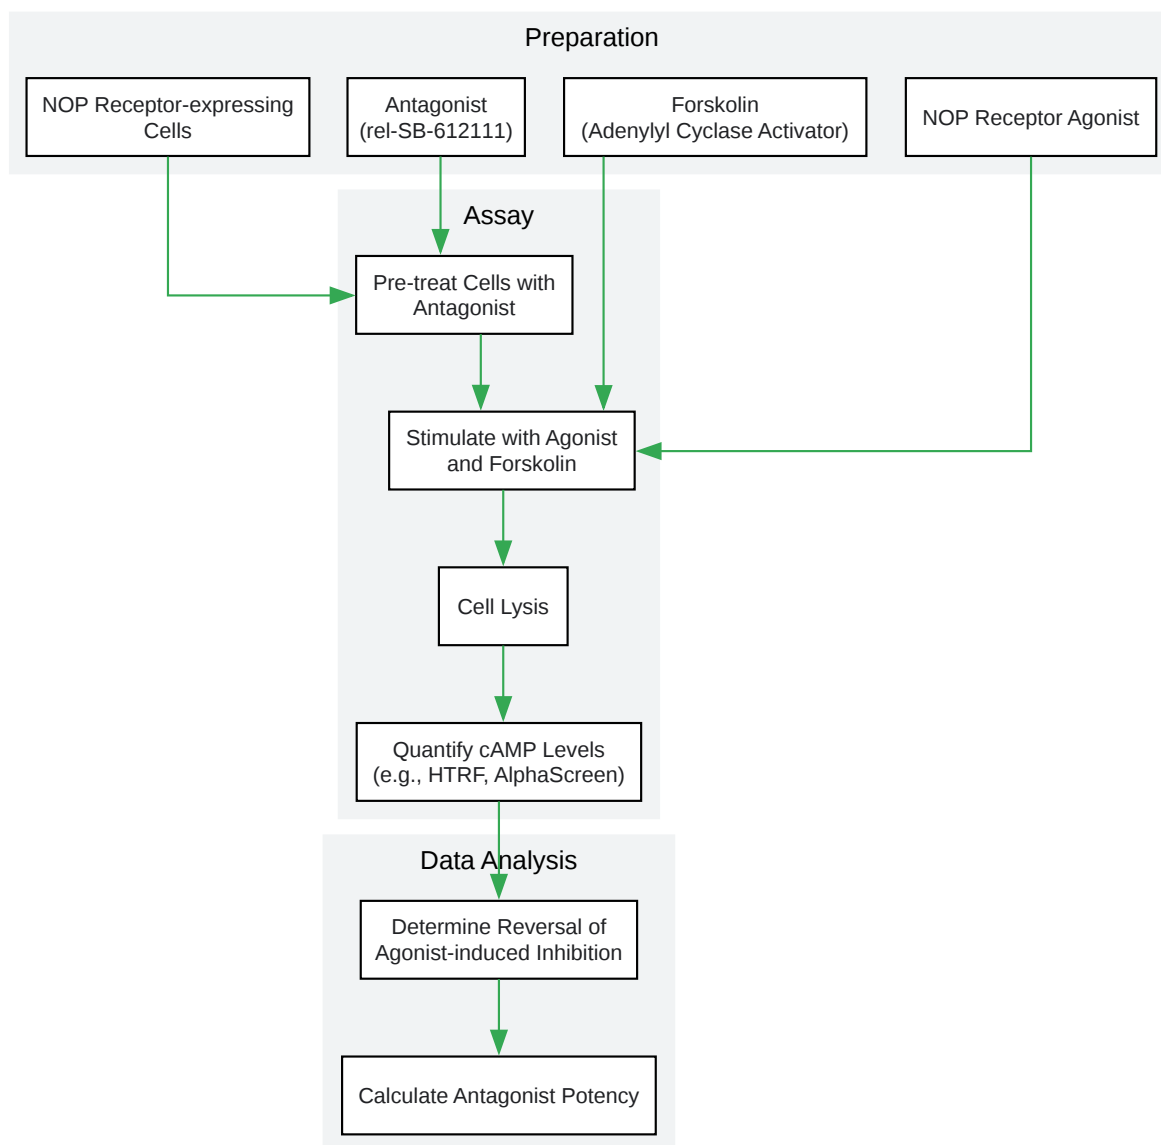 Preparation
NOP Receptor-expressing
Cells
Antagonist
(rel-SB-612111)
Forskolin
(Adenylyl Cyclase Activator)
NOP Receptor Agonist
Assay
Pre-treat Cells with
Antagonist
Stimulate with Agonist
and Forskolin
Cell Lysis
Quantify cAMP Levels
(e.g., HTRF, AlphaScreen)
Data Analysis
Determine Reversal of
Agonist-induced Inhibition
Calculate Antagonist Potency